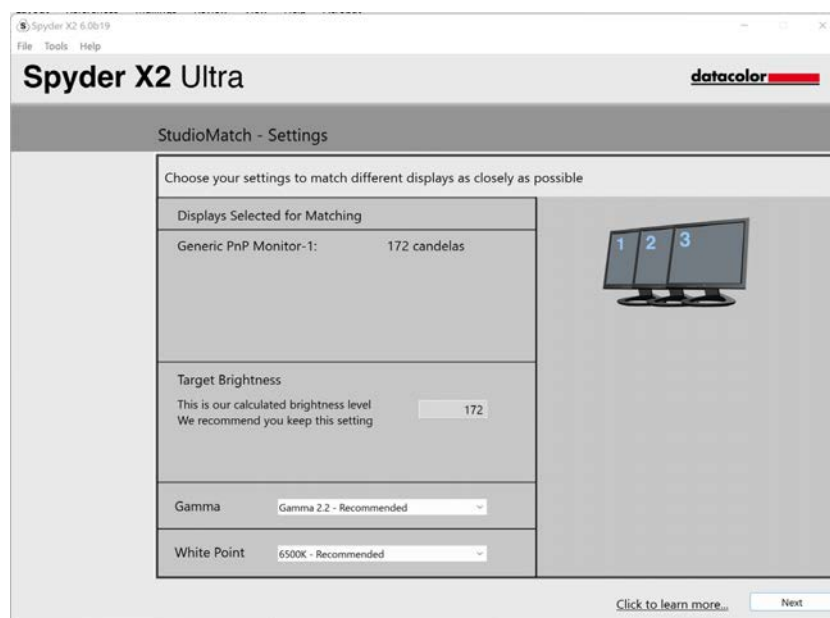 Spyder X2 6.0b19
File Tools Help
Spyder X2 Ultra
datacolor
StudioMatch - Settings
Choose your settings to match different displays as closely as possible
Displays Selected for Matching
Generic PnP Monitor-1: 172 candelas
1 2 3
Target Brightness
This is our calculated brightness level
We recommend you keep this setting
172
Gamma
Gamma 2.2 - Recommended
White Point
6500K - Recommended
Click to learn more...
Next